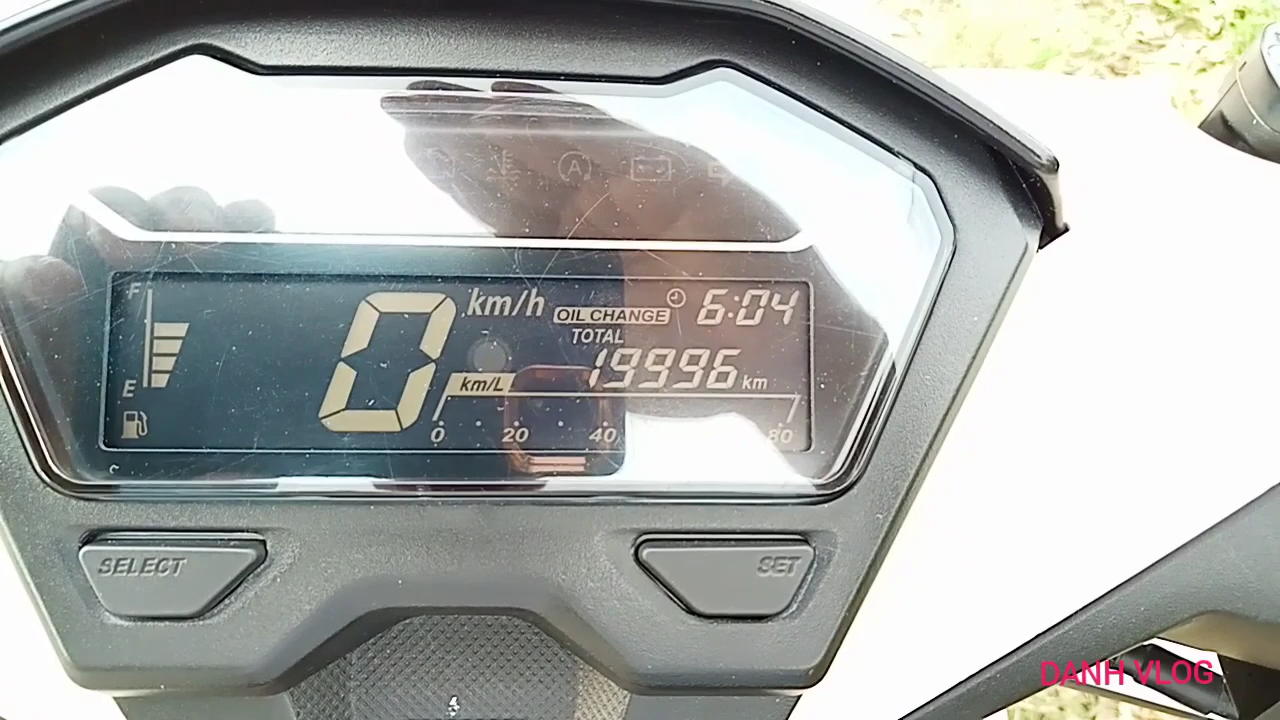 A
F
km/h
OIL CHANGE
6:04
TOTAL
19996 km
E
km/L
0 20 40 80
SELECT
SET
DANH VLOG